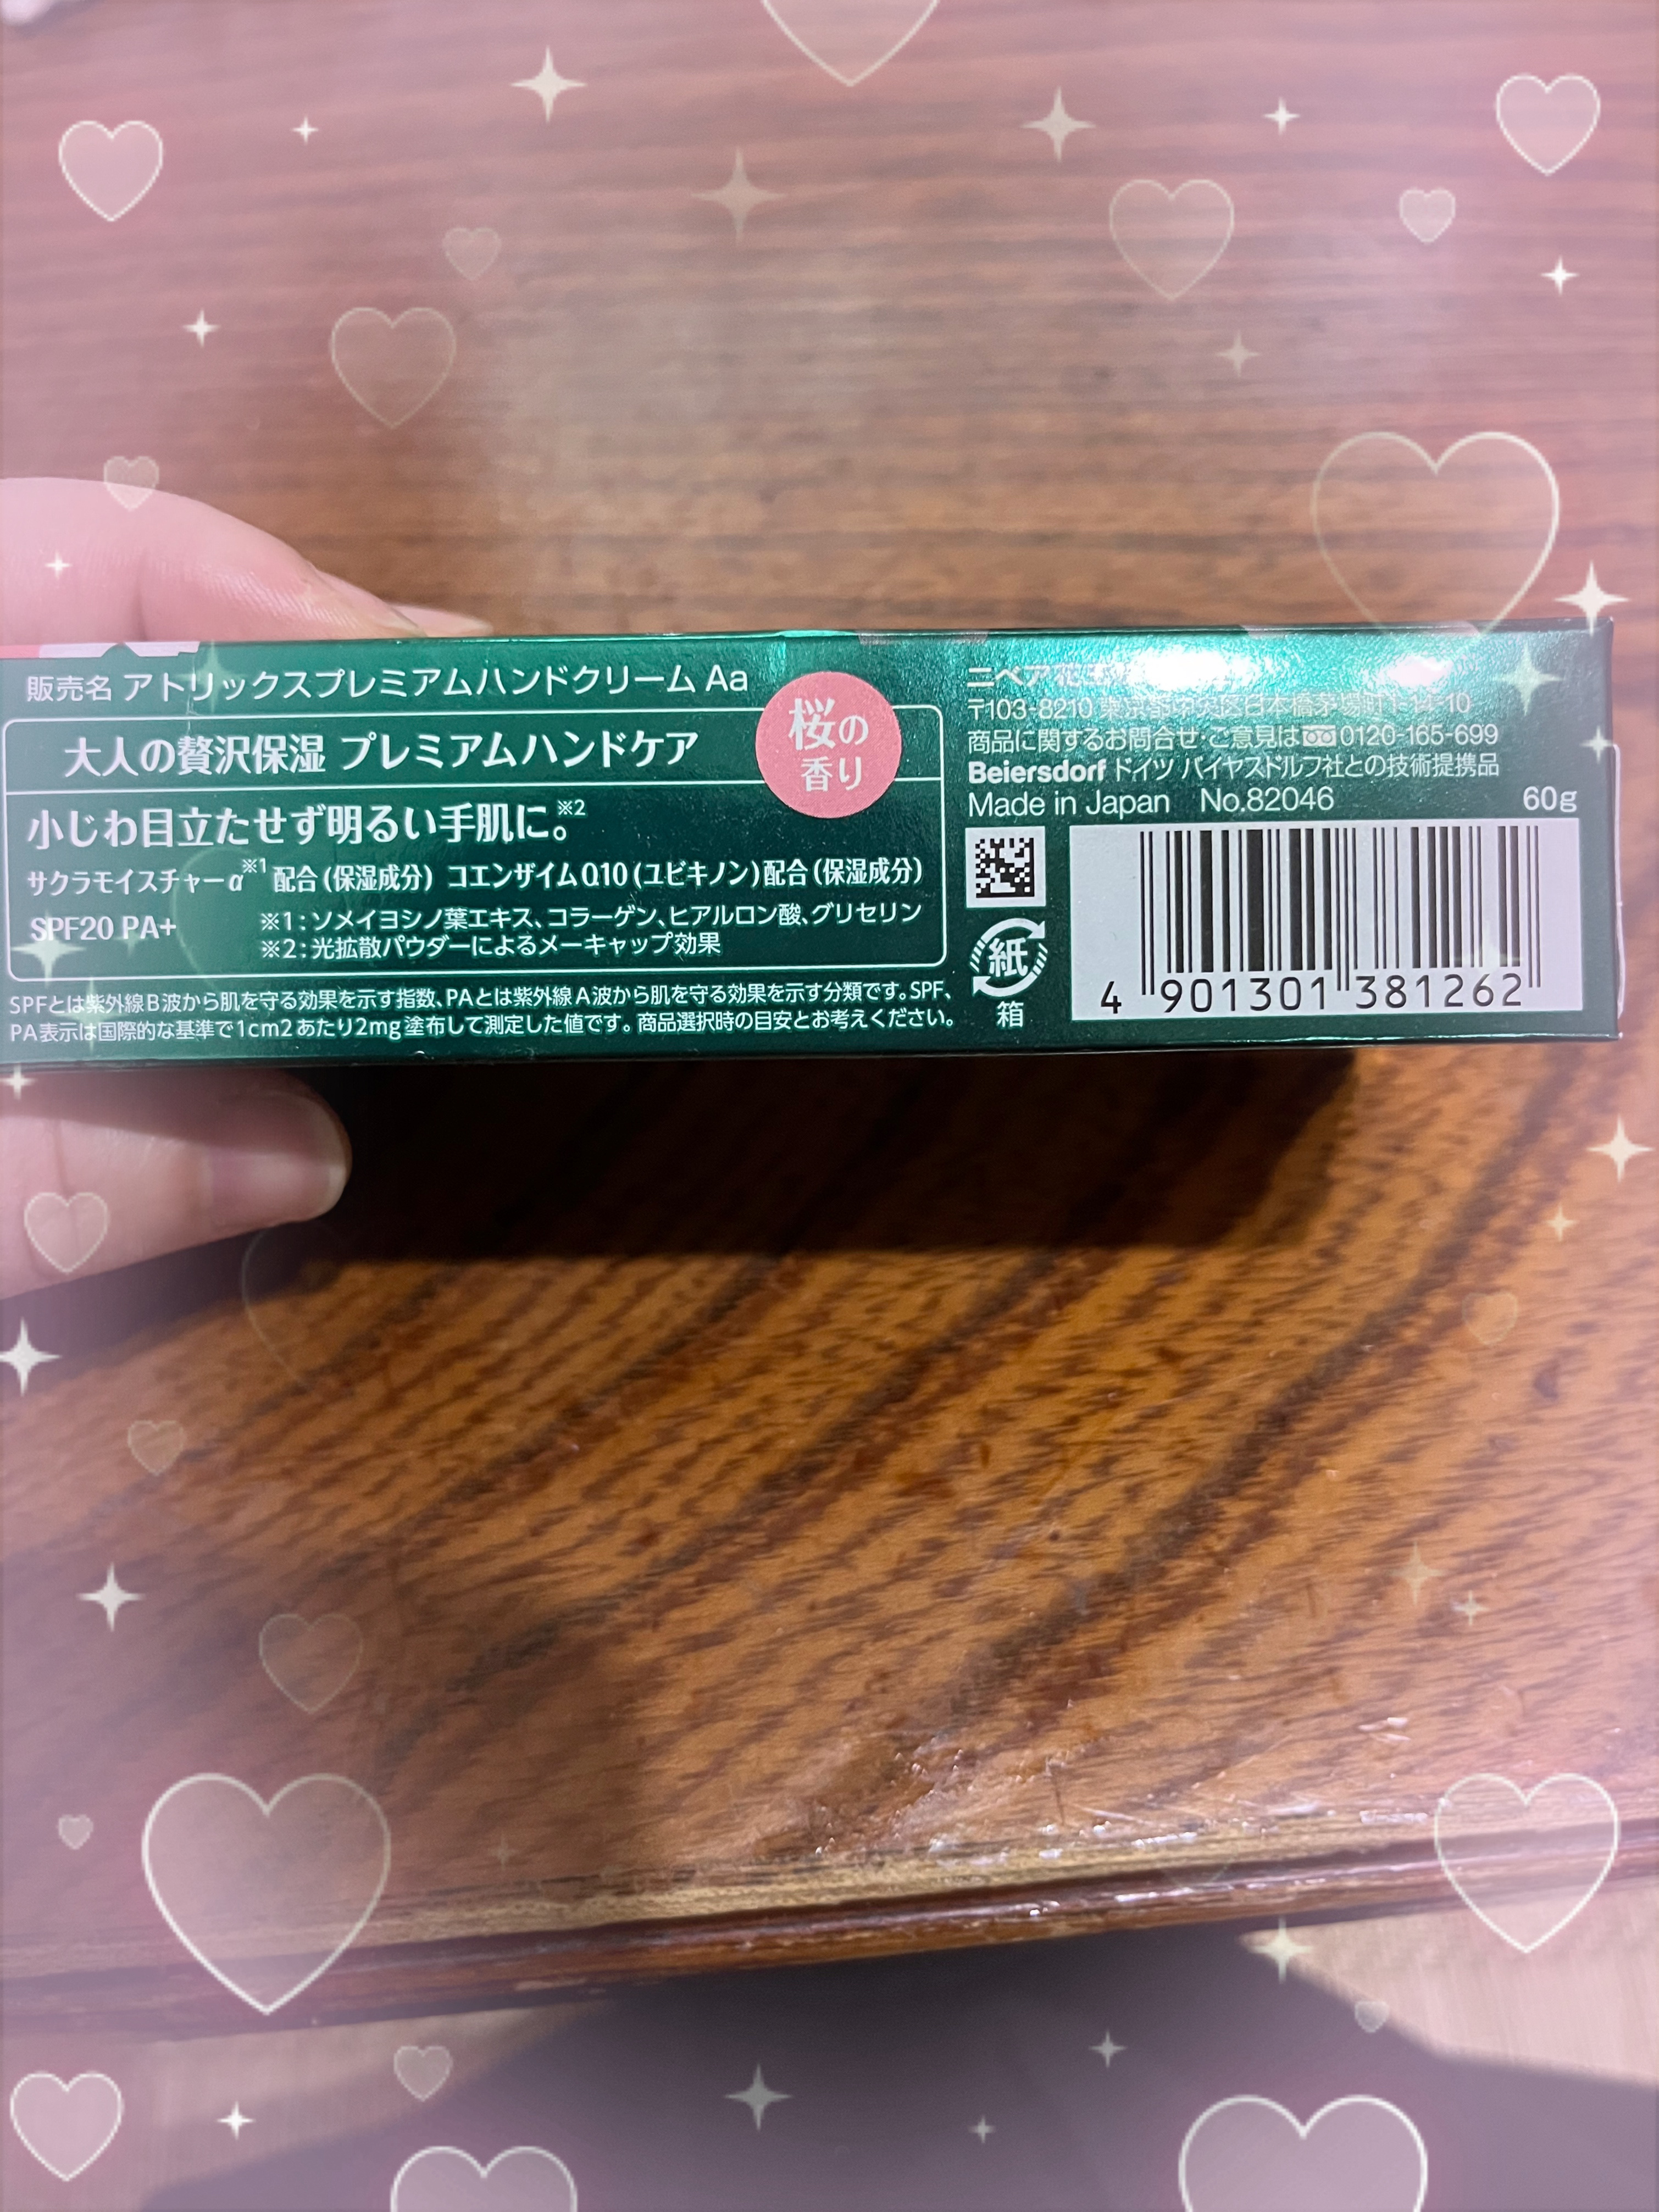 販売名 アトリックスプレミアムハンドクリーム Aa
大人の贅沢保湿 プレミアムハンドケア
桜の
香り
小じわ目立たせず明るい手肌に。※2
サクラモイスチャーα※1配合(保湿成分) コエンザイムQ10(ユビキノン)配合(保湿成分)
SPF20 PA+
※1:ソメイヨシノ葉エキス、コラーゲン、ヒアルロン酸、グリセリン
※2:光拡散パウダーによるメーキャップ効果
SPFとは紫外線B波から肌を守る効果を示す指数、PAとは紫外線A波から肌を守る効果を示す分類です。SPF、
PA表示は国際的な基準で1cm2あたり2mg塗布して測定した値です。商品選択時の目安とお考えください。
ニベア花王
〒103-8210 東京都中央区日本橋茅場町1-14-10
商品に関するお問合せ・ご意見は 0120-165-699
Beiersdorf ドイツ バイヤスドルフ社との技術提携品
Made in Japan No.82046 60g
紙
箱
4 901301 381262